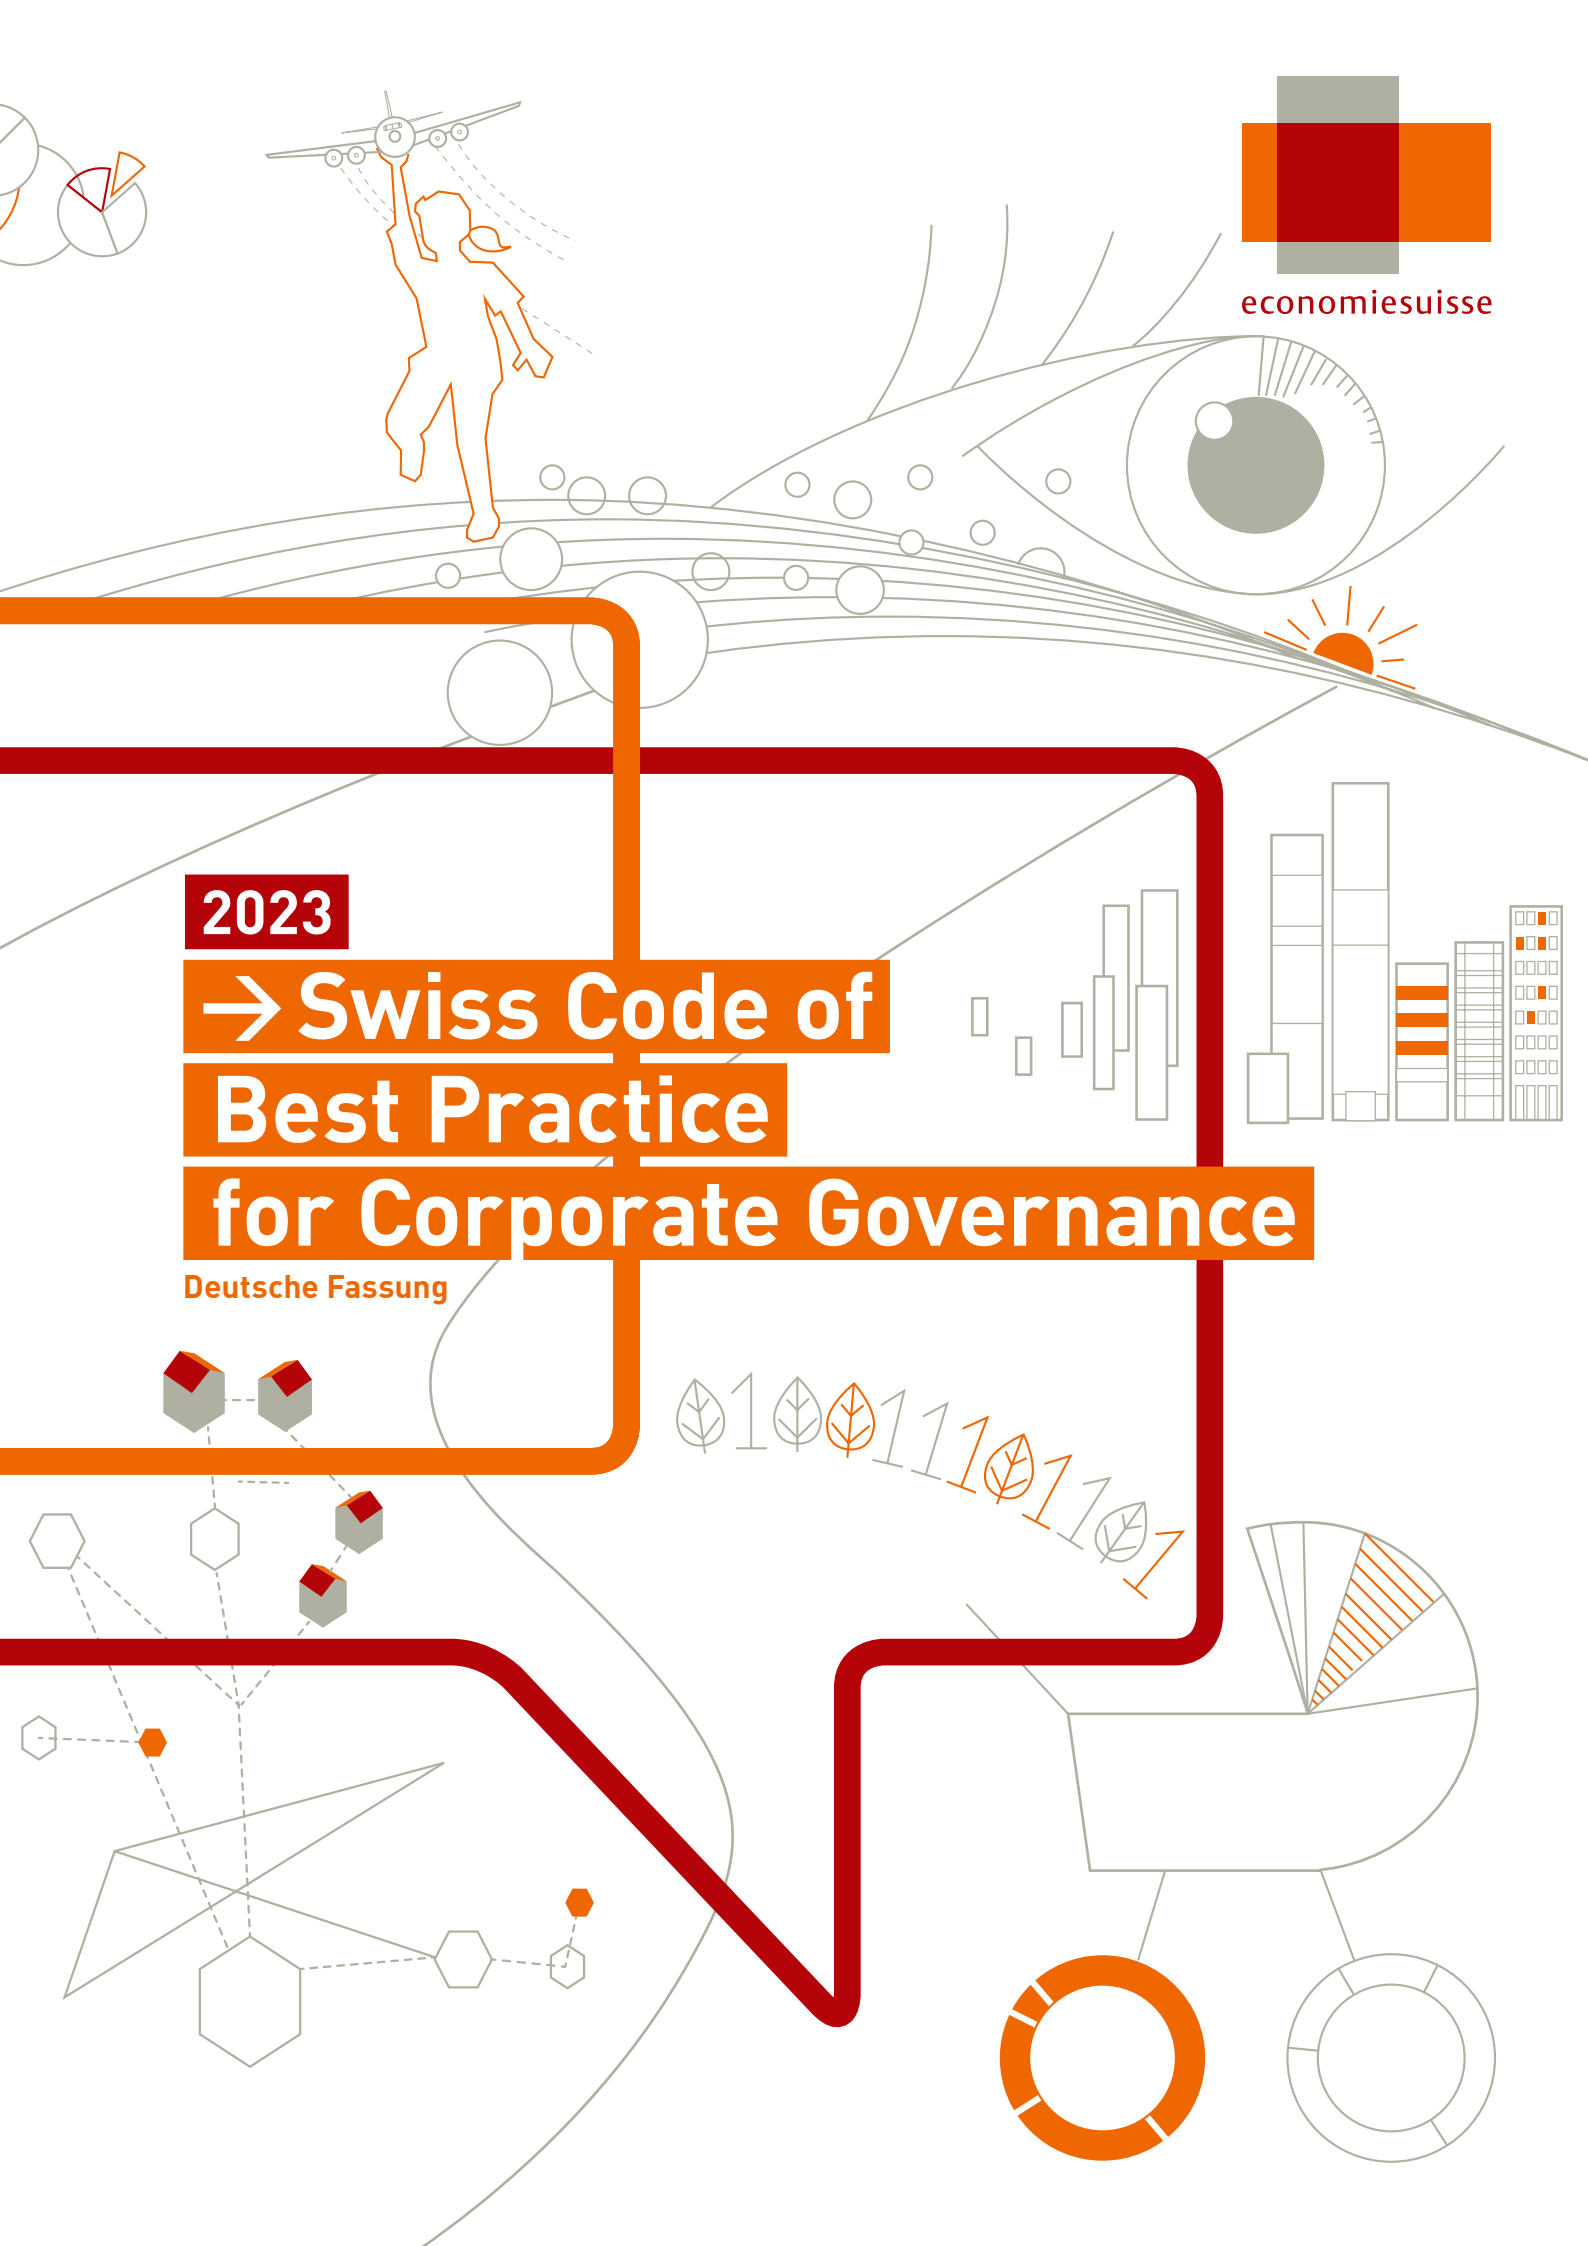 economiesuisse
2023
→ Swiss Code of
Best Practice
for Corporate Governance
Deutsche Fassung